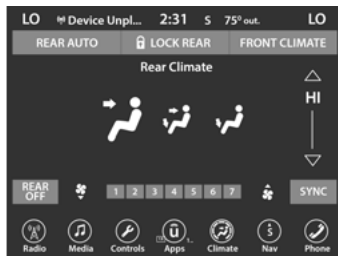 LO Device Unpl... 2:31 S 75° out. LO
REAR AUTO LOCK REAR FRONT CLIMATE
Rear Climate
HI
REAR OFF 1 2 3 4 5 6 7 SYNC
Radio Media Controls Apps Climate Nav Phone